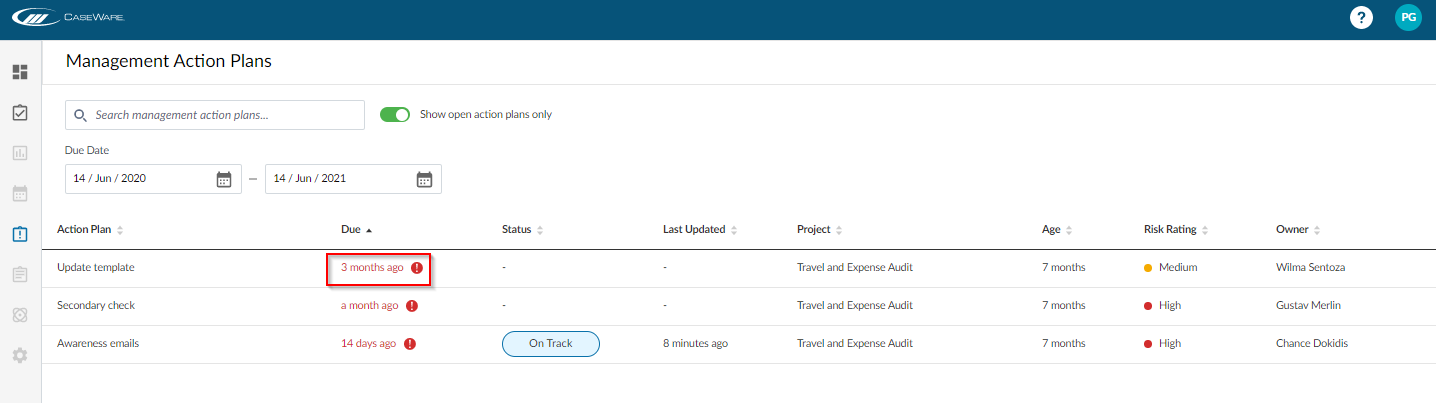 CASEWARE.
? PG
Management Action Plans
Search management action plans... Show open action plans only
Due Date
14 / Jun / 2020 — 14 / Jun / 2021
Action Plan Due Status Last Updated Project Age Risk Rating Owner
Update template 3 months ago ! - - Travel and Expense Audit 7 months Medium Wilma Sentoza
Secondary check a month ago ! - - Travel and Expense Audit 7 months High Gustav Merlin
Awareness emails 14 days ago ! On Track 8 minutes ago Travel and Expense Audit 7 months High Chance Dokidis